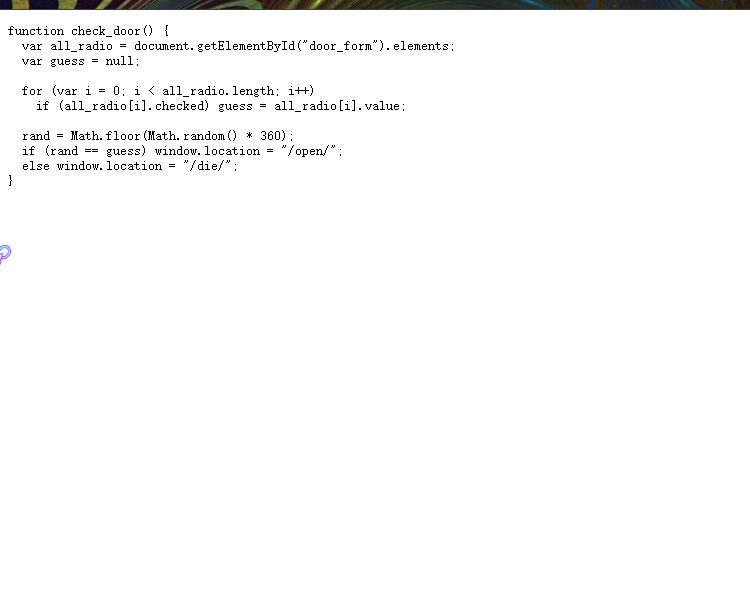 function check_door() {
  var all_radio = document.getElementById("door_form").elements;
  var guess = null;
  for (var i = 0; i < all_radio.length; i++)
    if (all_radio[i].checked) guess = all_radio[i].value;
  rand = Math.floor(Math.random() * 360);
  if (rand == guess) window.location = "/open/";
  else window.location = "/die/";
}